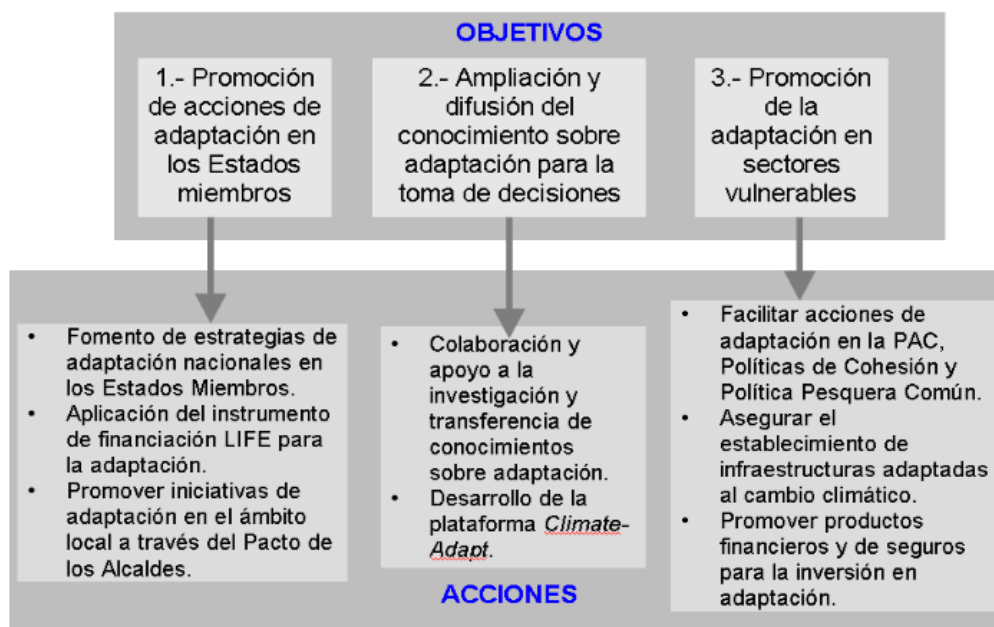 OBJETIVOS
1.- Promoción
de acciones de
adaptación en
los Estados
miembros
2.- Ampliación y
difusión del
conocimiento sobre
adaptación para la
toma de decisiones
3.- Promoción
de la
adaptación en
sectores
vulnerables
• Fomento de estrategias de
adaptación nacionales en
los Estados Miembros.
• Aplicación del instrumento
de financiación LIFE para
la adaptación.
• Promover iniciativas de
adaptación en el ámbito
local a través del Pacto de
los Alcaldes.
• Colaboración y
apoyo a la
investigación y
transferencia de
conocimientos
sobre adaptación.
• Desarrollo de la
plataforma Climate-
Adapt.
• Facilitar acciones de
adaptación en la PAC,
Políticas de Cohesión y
Política Pesquera Común.
• Asegurar el
establecimiento de
infraestructuras adaptadas
al cambio climático.
• Promover productos
financieros y de seguros
para la inversión en
adaptación.
ACCIONES